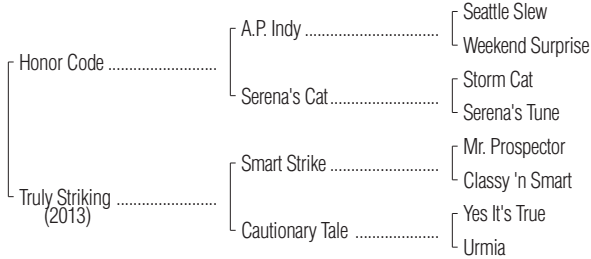 Seattle Slew
A.P. Indy ..............................
Weekend Surprise
Honor Code ..............................
Storm Cat
Serena's Cat..............................
Serena's Tune
Mr. Prospector
Smart Strike ..............................
Classy 'n Smart
Truly Striking ..............................
(2013)
Yes It's True
Cautionary Tale ......................
Urmia